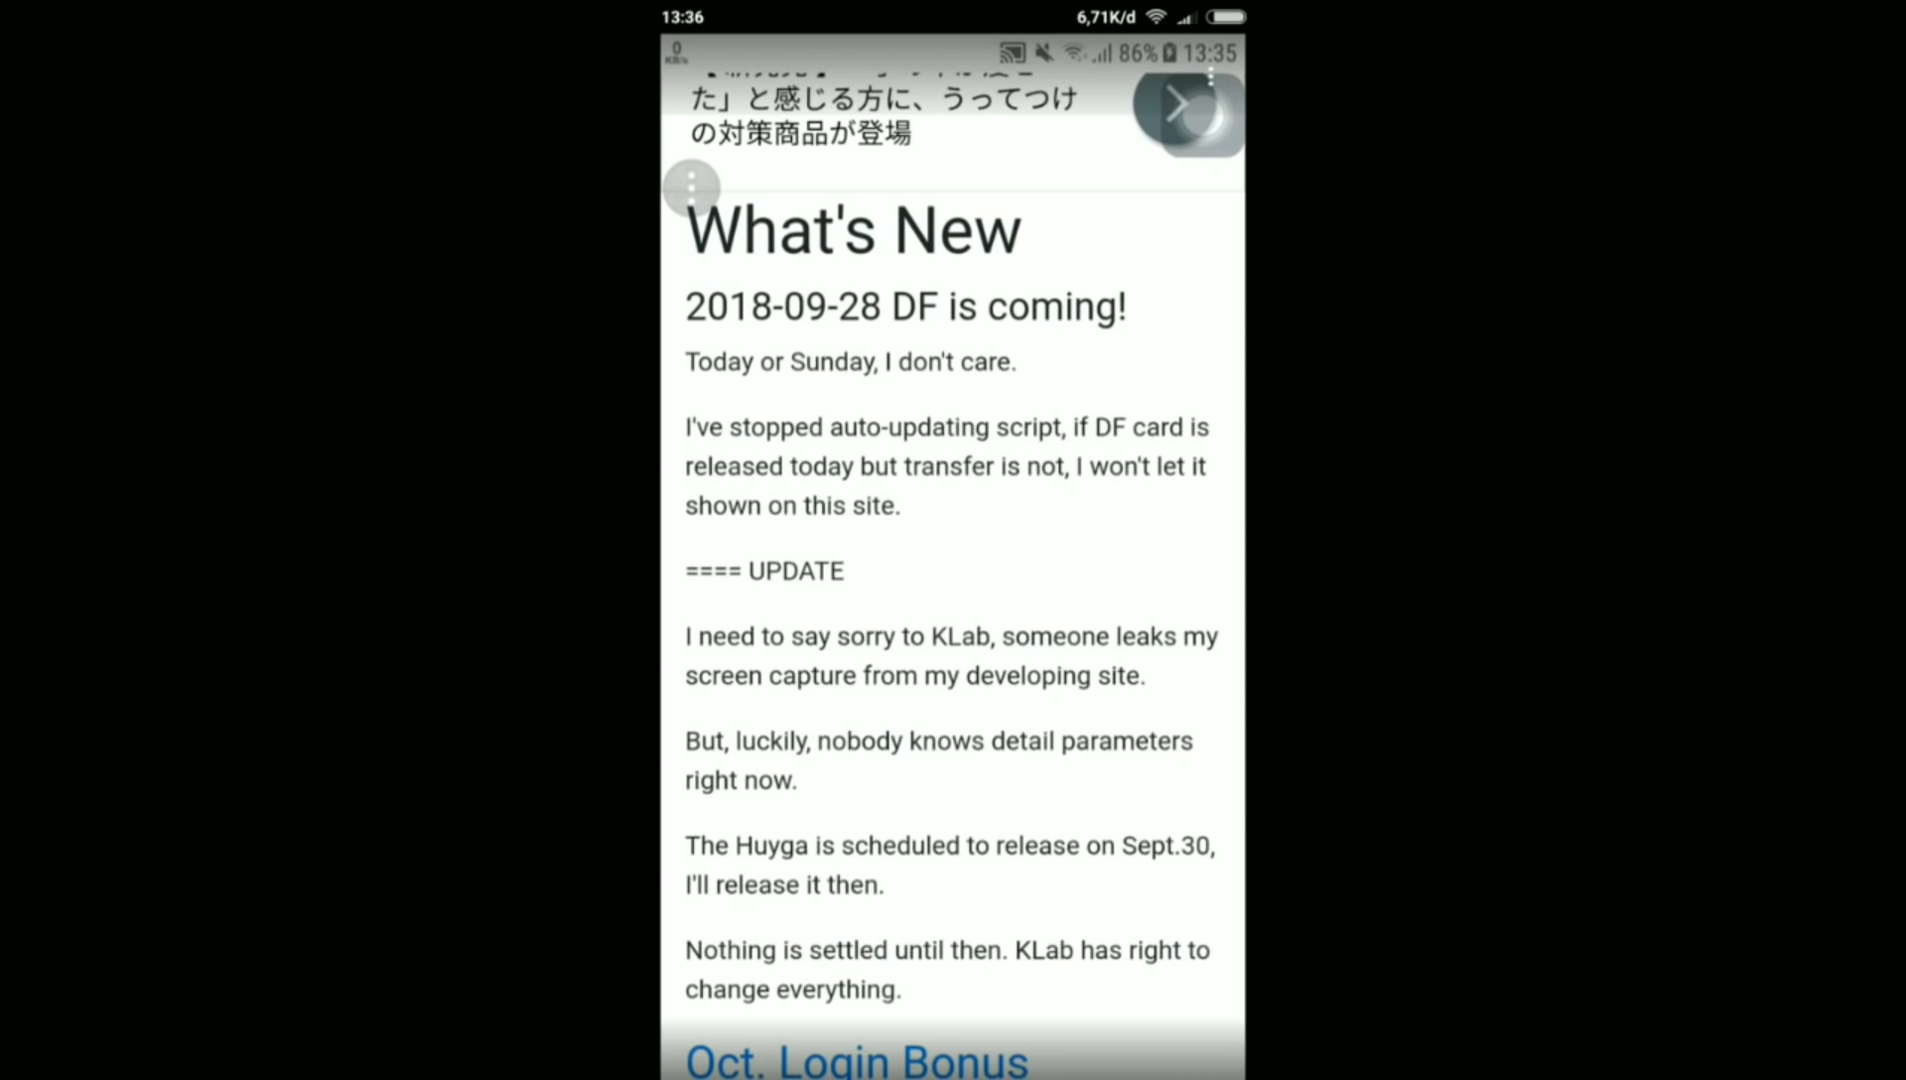 13:36 6,71K/d
0
KB/s
86% 13:35
た」と感じる方に、うってつけ
の対策商品が登場
What's New
2018-09-28 DF is coming!
Today or Sunday, I don't care.
I've stopped auto-updating script, if DF card is
released today but transfer is not, I won't let it
shown on this site.
==== UPDATE
I need to say sorry to KLab, someone leaks my
screen capture from my developing site.
But, luckily, nobody knows detail parameters
right now.
The Huyga is scheduled to release on Sept.30,
I'll release it then.
Nothing is settled until then. KLab has right to
change everything.
Oct. Login Bonus